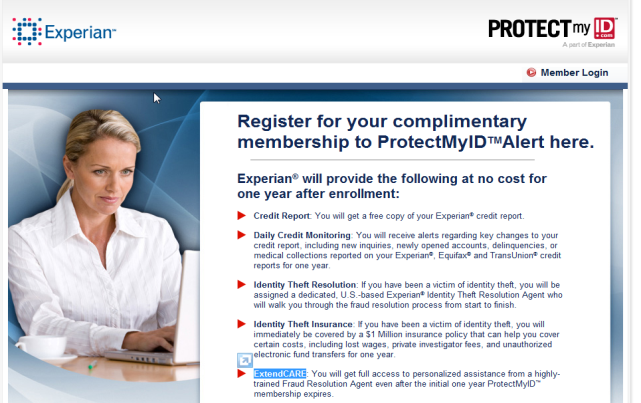 Experian™
PROTECT my ID™
.com
A part of Experian
Member Login
Register for your complimentary
membership to ProtectMyID™Alert here.
Experian® will provide the following at no cost for
one year after enrollment:
Credit Report: You will get a free copy of your Experian® credit report.
Daily Credit Monitoring: You will receive alerts regarding key changes to your
credit report, including new inquiries, newly opened accounts, delinquencies, or
medical collections reported on your Experian®, Equifax® and TransUnion® credit
reports for one year.
Identity Theft Resolution: If you have been a victim of identity theft, you will be
assigned a dedicated, U.S.-based Experian® Identity Theft Resolution Agent who
will walk you through the fraud resolution process from start to finish.
Identity Theft Insurance: If you have been a victim of identity theft, you will
immediately be covered by a $1 Million insurance policy that can help you cover
certain costs, including lost wages, private investigator fees, and unauthorized
electronic fund transfers for one year.
ExtendCARE: You will get full access to personalized assistance from a highly-
trained Fraud Resolution Agent even after the initial one year ProtectMyID™
membership expires.